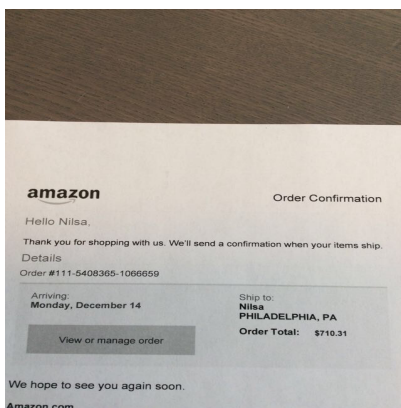 amazon
Order Confirmation
Hello Nilsa,
Thank you for shopping with us. We'll send a confirmation when your items ship.
Details
Order #111-5408365-1066659
Arriving:
Monday, December 14
View or manage order
Ship to:
Nilsa
PHILADELPHIA, PA
Order Total: $710.31
We hope to see you again soon.
Amazon.com